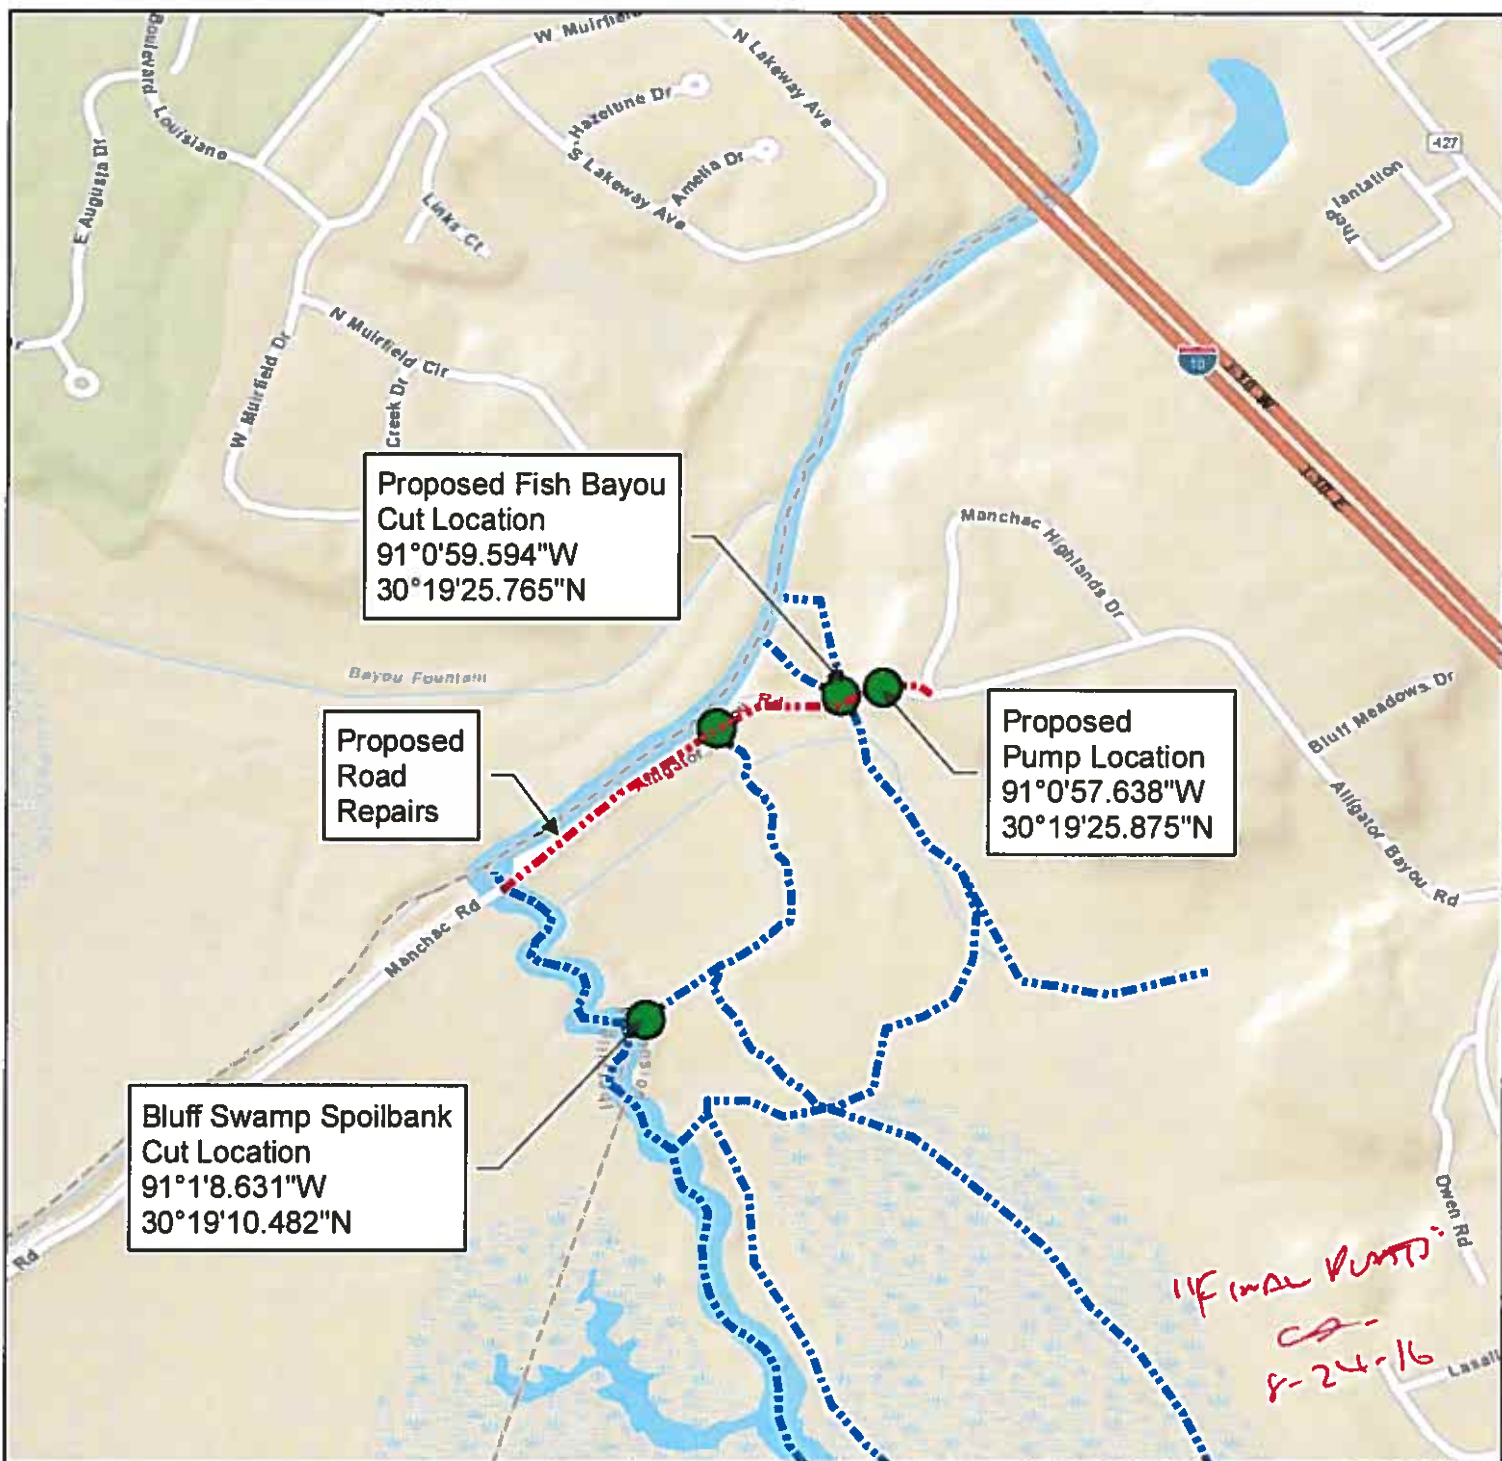 W Muirfield
N Lakeway Ave
Boulevard
Louisiane
Hazeltine Dr
S Lakeway Ave
Amelia Dr
E Augusta Dr
Links Ct
427
Plantation
N Muirfield Cir
W Muirfield Dr
Creek Dr
10
I-10 W
I-10 E
Proposed Fish Bayou
Cut Location
91°0'59.594"W
30°19'25.765"N
Manchac Highlands Dr
Bayou Fountain
Rd
Proposed
Road
Repairs
Proposed
Pump Location
91°0'57.638"W
30°19'25.875"N
Bluff Meadows Dr
Alligator Bayou Rd
Manchac Rd
Bluff Swamp Spoilbank
Cut Location
91°1'8.631"W
30°19'10.482"N
Rd
Dwen Rd
8-24-16